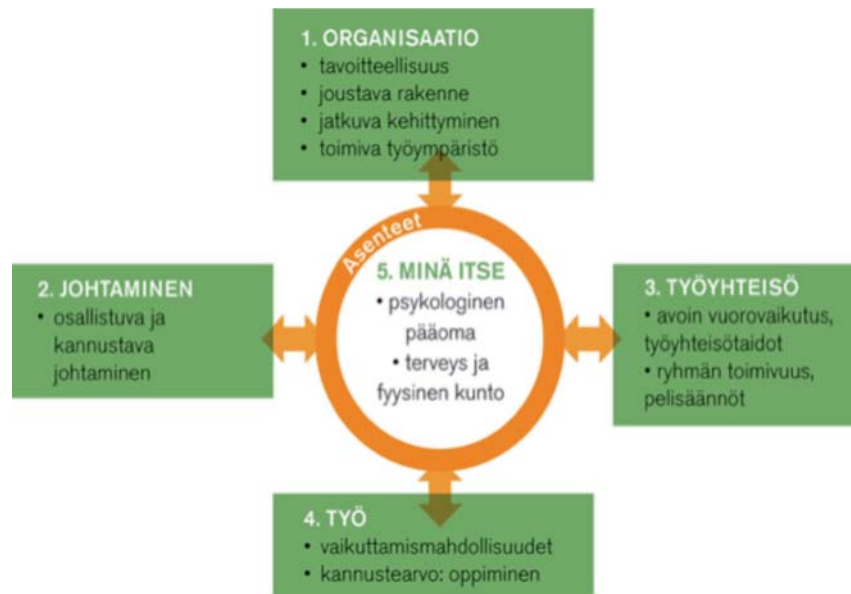 1. ORGANISAATIO
• tavoitteellisuus
• joustava rakenne
• jatkuva kehittyminen
• toimiva työympäristö
Asenteet
5. MINÄ ITSE
• psykologinen
pääoma
• terveys ja
fyysinen kunto
2. JOHTAMINEN
• osallistuva ja
kannustava
johtaminen
3. TYÖYHTEISÖ
• avoin vuorovaikutus,
työyhteisötaidot
• ryhmän toimivuus,
pelisäännöt
4. TYÖ
• vaikuttamismahdollisuudet
• kannustearvo: oppiminen